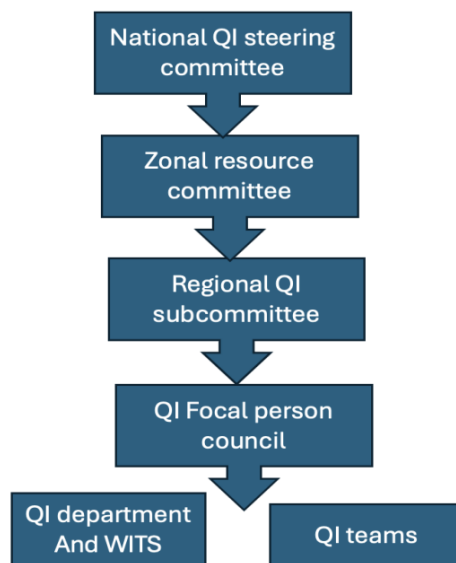 National QI steering
committee
Zonal resource
committee
Regional QI
subcommittee
QI Focal person
council
QI department
And WITS
QI teams